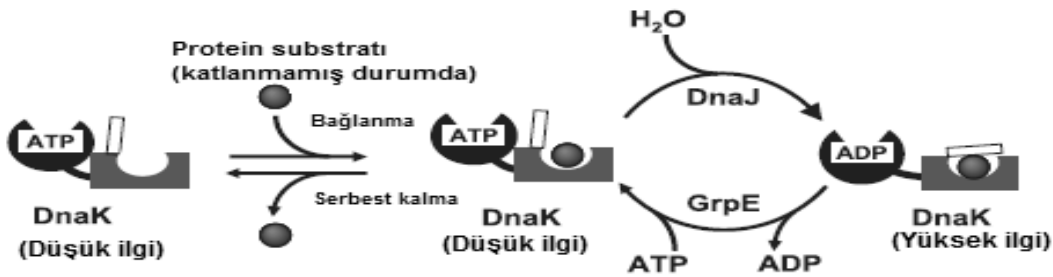 H₂O
Protein substratı
(katlanmamış durumda)
DnaJ
Bağlanma
ATP
ATP
ADP
Serbest kalma
GrpE
DnaK
(Düşük ilgi)
DnaK
(Düşük ilgi)
DnaK
(Yüksek ilgi)
ATP
ADP